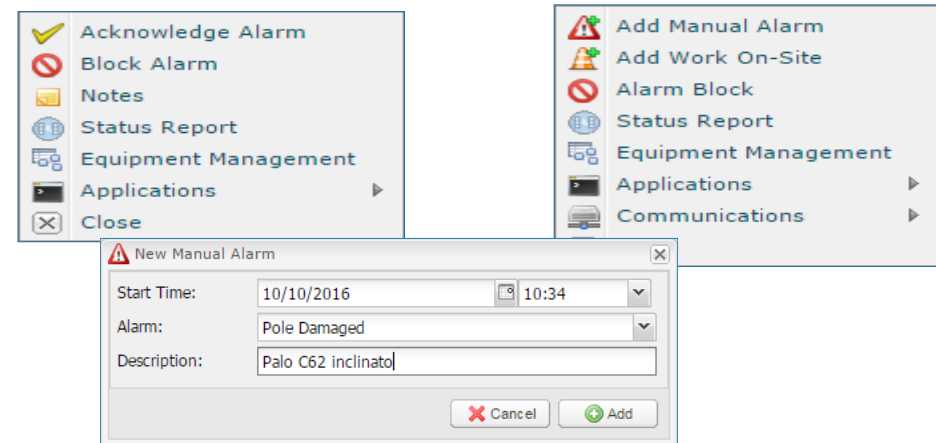 Acknowledge Alarm
Block Alarm
Notes
Status Report
Equipment Management
Applications
Close
Add Manual Alarm
Add Work On-Site
Alarm Block
Status Report
Equipment Management
Applications
Communications
New Manual Alarm
Start Time: 10/10/2016 10:34
Alarm: Pole Damaged
Description: Palo C62 inclinato
Cancel Add